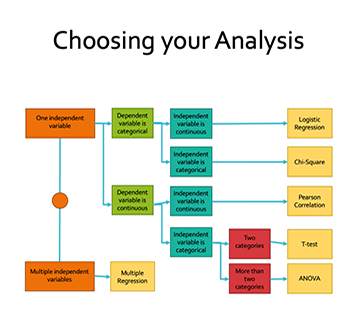 Choosing your Analysis
One independent
variable
Dependent
variable is
categorical
Independent
variable is
continuous
Logistic
Regression
Independent
variable is
categorical
Chi-Square
Dependent
variable is
continuous
Independent
variable is
continuous
Pearson
Correlation
Independent
variable is
categorical
Two
categories
T-test
Multiple independent
variables
Multiple
Regression
More than
two
categories
ANOVA